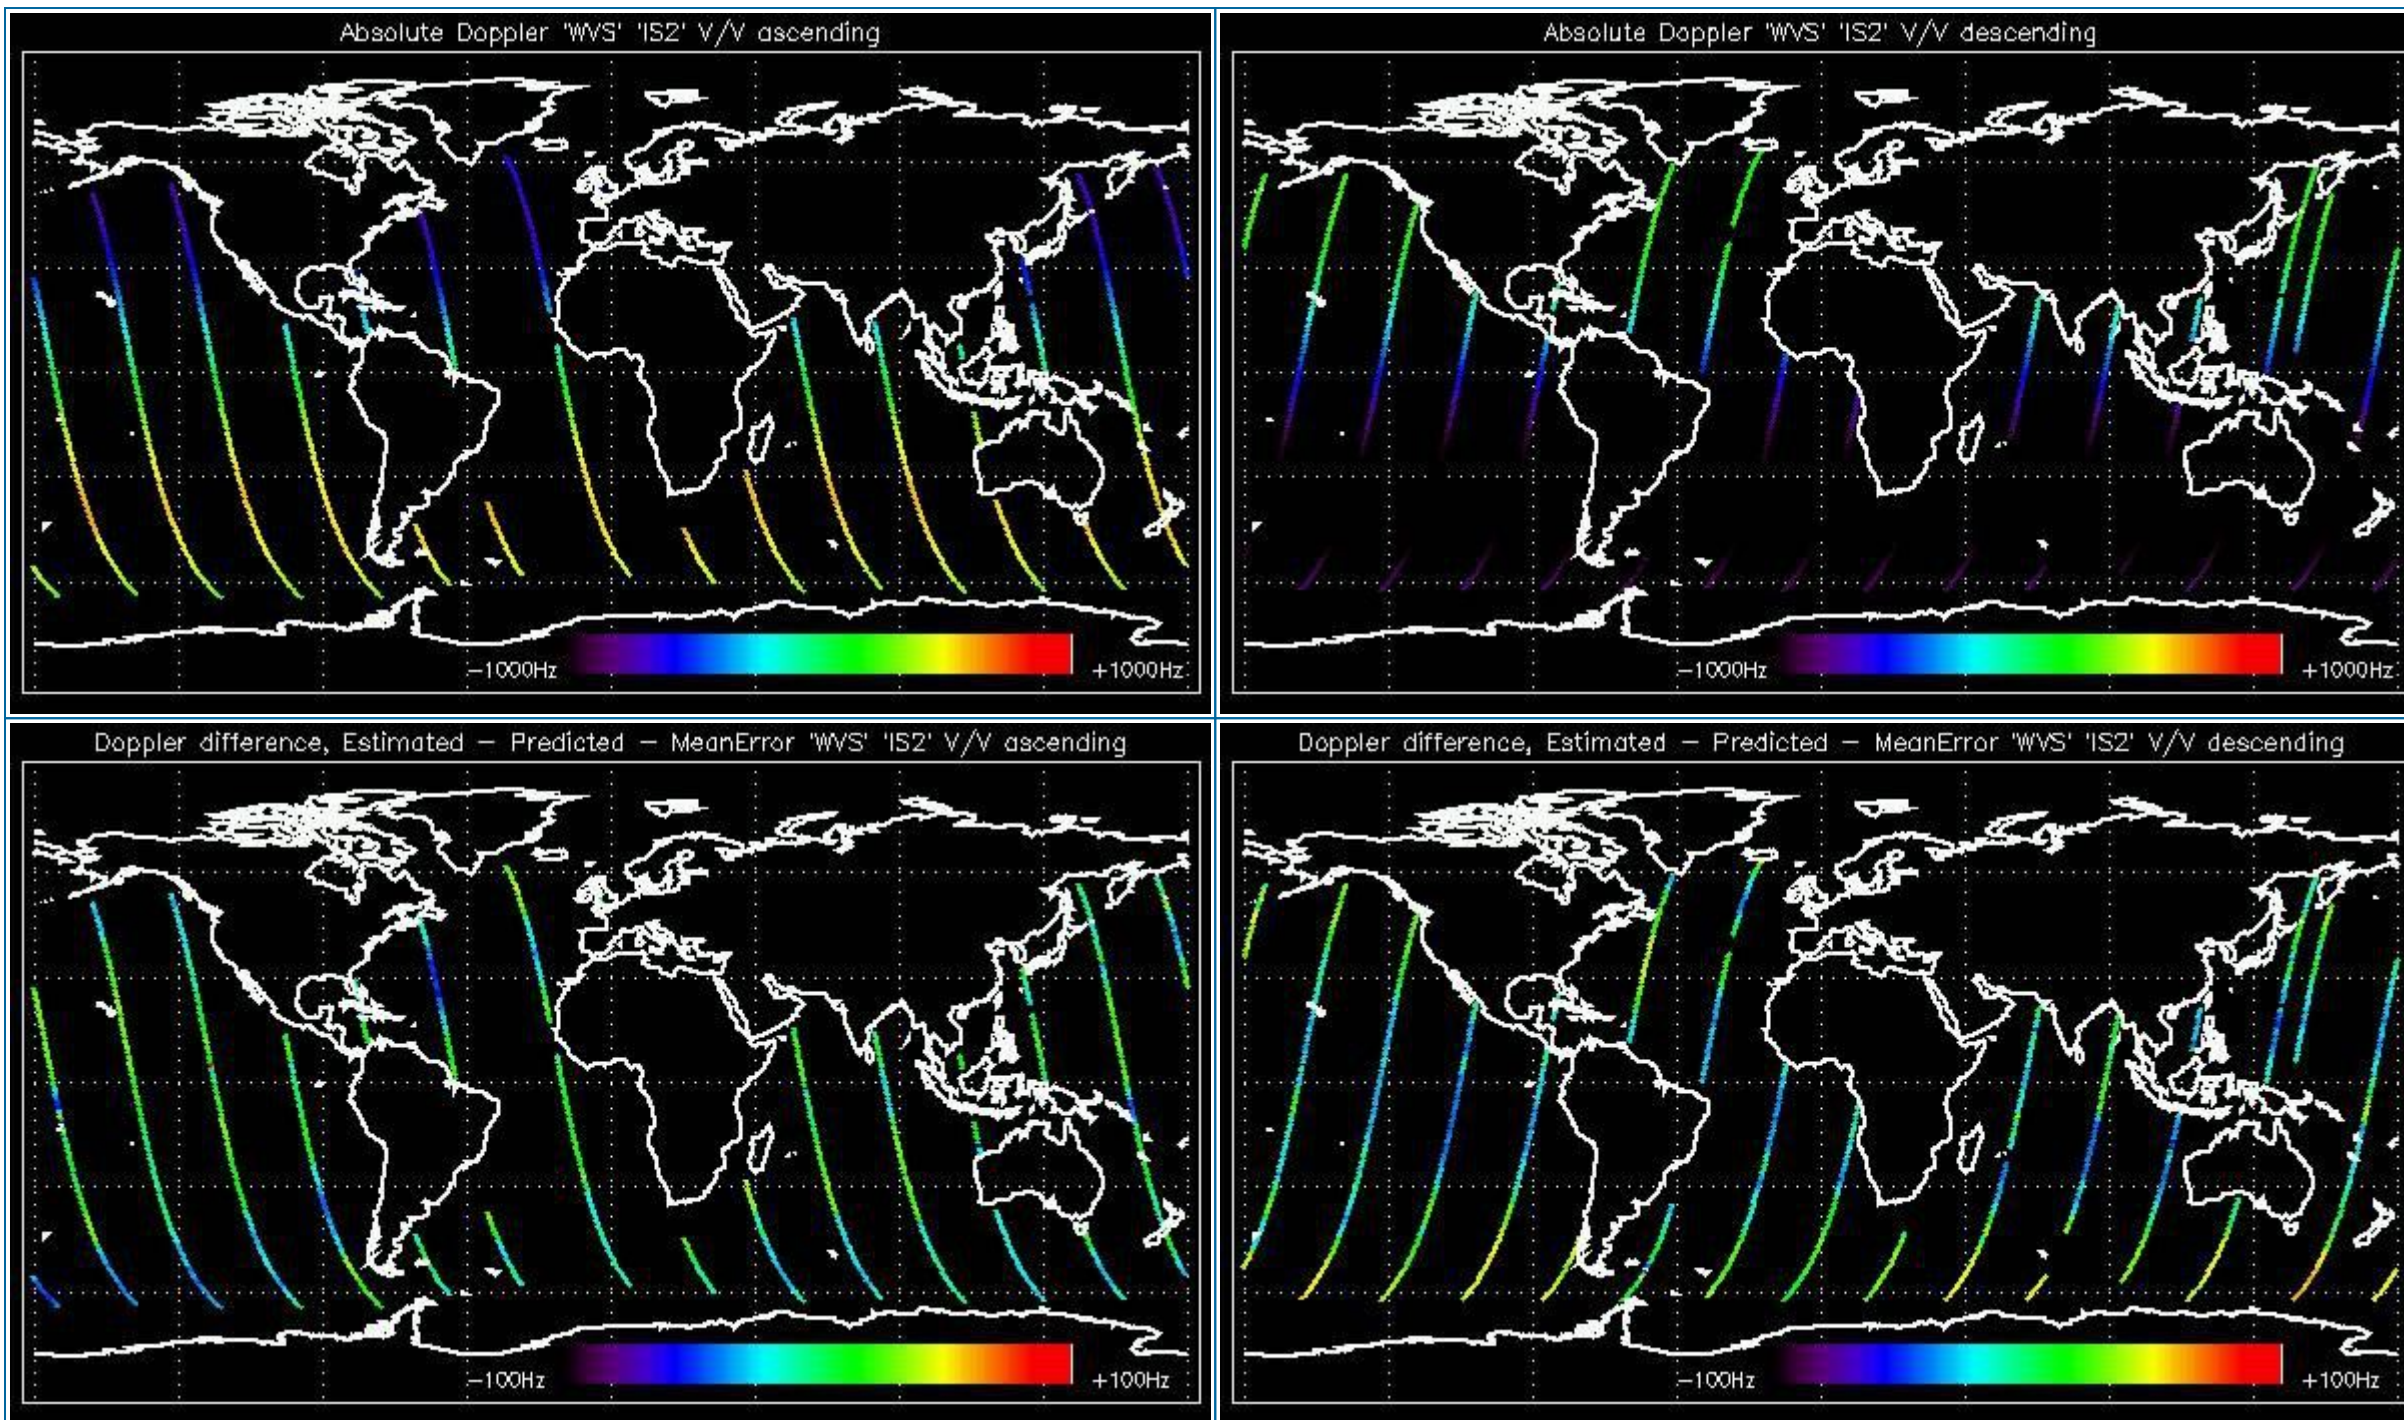 Absolute Doppler 'WVS' 'IS2' V/V ascending
-1000Hz +1000Hz
Absolute Doppler 'WVS' 'IS2' V/V descending
-1000Hz +1000Hz
Doppler difference, Estimated - Predicted - MeanError 'WVS' 'IS2' V/V ascending
-100Hz +100Hz
Doppler difference, Estimated - Predicted - MeanError 'WVS' 'IS2' V/V descending
-100Hz +100Hz